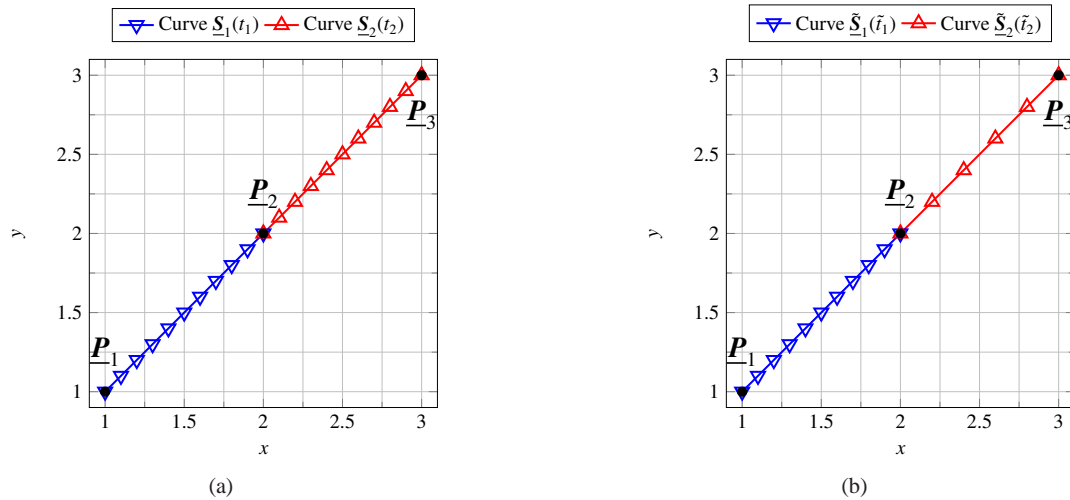 Curve S₁(t₁) Curve S₂(t₂)
3
2.5
2
1.5
1
y
P₁
P₂
P₃
1 1.5 2 2.5 3
x
(a)
Curve S̃₁(t̃₁) Curve S̃₂(t̃₂)
3
2.5
2
1.5
1
y
P₁
P₂
P₃
1 1.5 2 2.5 3
x
(b)